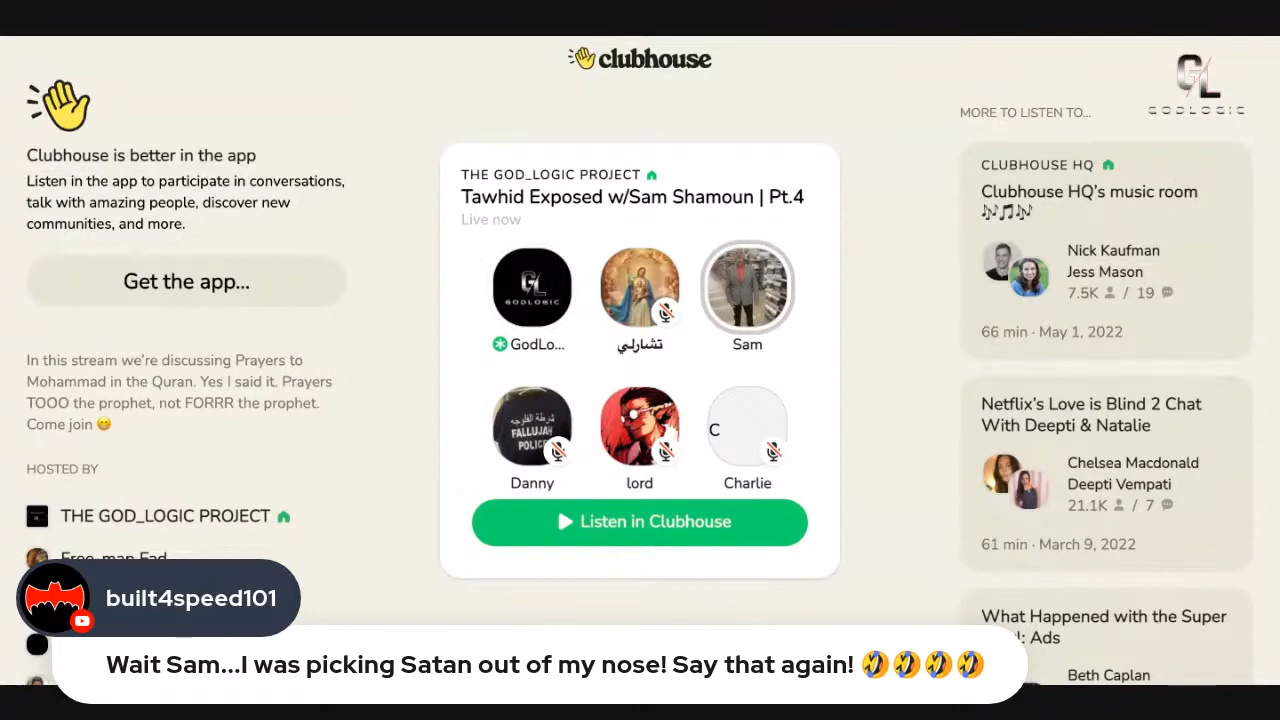 clubhouse
GL
GODLOGIC
Clubhouse is better in the app
Listen in the app to participate in conversations,
talk with amazing people, discover new
communities, and more.
Get the app...
In this stream we're discussing Prayers to
Mohammad in the Quran. Yes I said it. Prayers
TOOO the prophet, not FORRR the prophet.
Come join 😁
HOSTED BY
THE GOD_LOGIC PROJECT
THE GOD_LOGIC PROJECT
Tawhid Exposed w/Sam Shamoun | Pt.4
Live now
GL
GODLOGIC
GodLo...
تشارلي
Sam
شرطة الفلوجه
FALLUJAH
POLICE
C
Danny
lord
Charlie
Listen in Clubhouse
MORE TO LISTEN TO...
CLUBHOUSE HQ
Clubhouse HQ's music room
🎶🎵🎶
Nick Kaufman
Jess Mason
7.5K / 19
66 min · May 1, 2022
Netflix's Love is Blind 2 Chat
With Deepti & Natalie
Chelsea Macdonald
Deepti Vempati
21.1K / 7
61 min · March 9, 2022
What Happened with the Super
Ads
Beth Caplan
built4speed101
Wait Sam...I was picking Satan out of my nose! Say that again! 🤣🤣🤣🤣